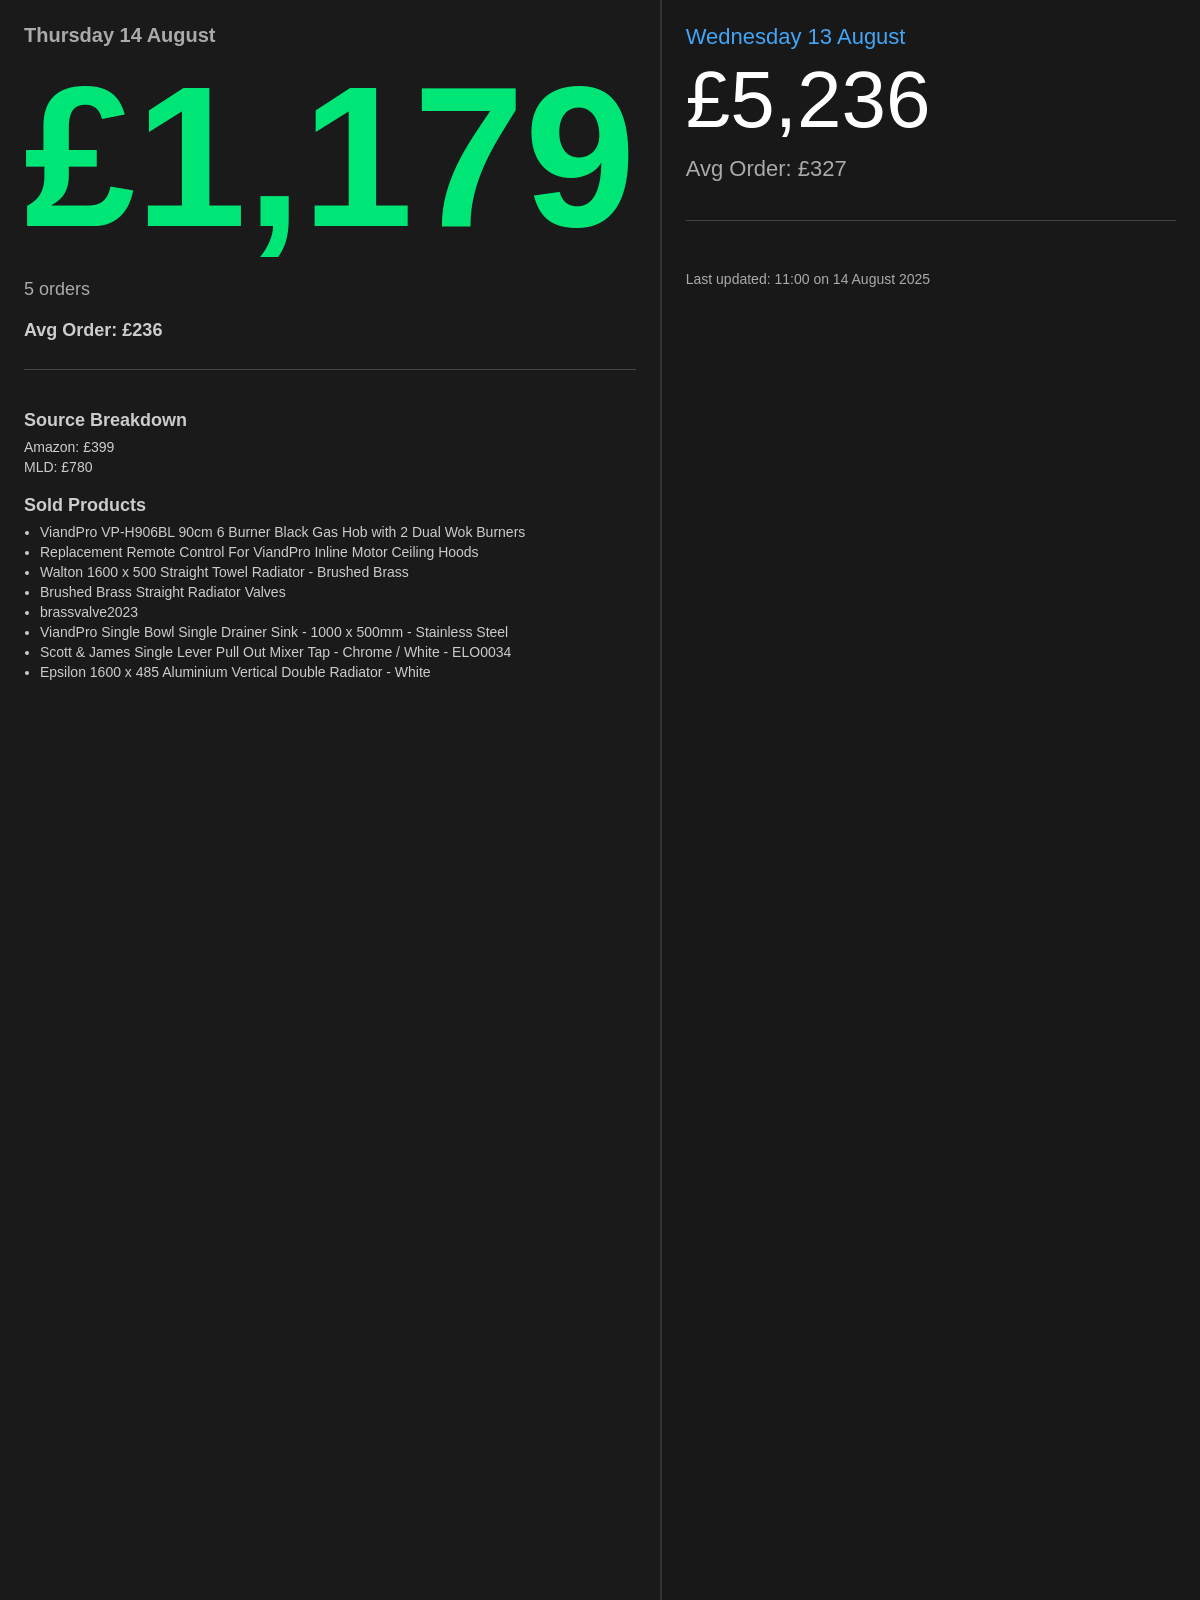 Thursday 14 August
£1,179
5 orders
Avg Order: £236
Source Breakdown
Amazon: £399
MLD: £780
Sold Products
• ViandPro VP-H906BL 90cm 6 Burner Black Gas Hob with 2 Dual Wok Burners
• Replacement Remote Control For ViandPro Inline Motor Ceiling Hoods
• Walton 1600 x 500 Straight Towel Radiator - Brushed Brass
• Brushed Brass Straight Radiator Valves
• brassvalve2023
• ViandPro Single Bowl Single Drainer Sink - 1000 x 500mm - Stainless Steel
• Scott & James Single Lever Pull Out Mixer Tap - Chrome / White - ELO0034
• Epsilon 1600 x 485 Aluminium Vertical Double Radiator - White
Wednesday 13 August
£5,236
Avg Order: £327
Last updated: 11:00 on 14 August 2025